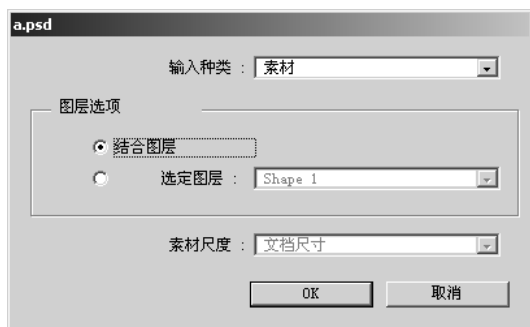 a.psd
输入种类 : 素材
图层选项
结合图层
选定图层 : Shape 1
素材尺度 : 文档尺寸
OK 取消